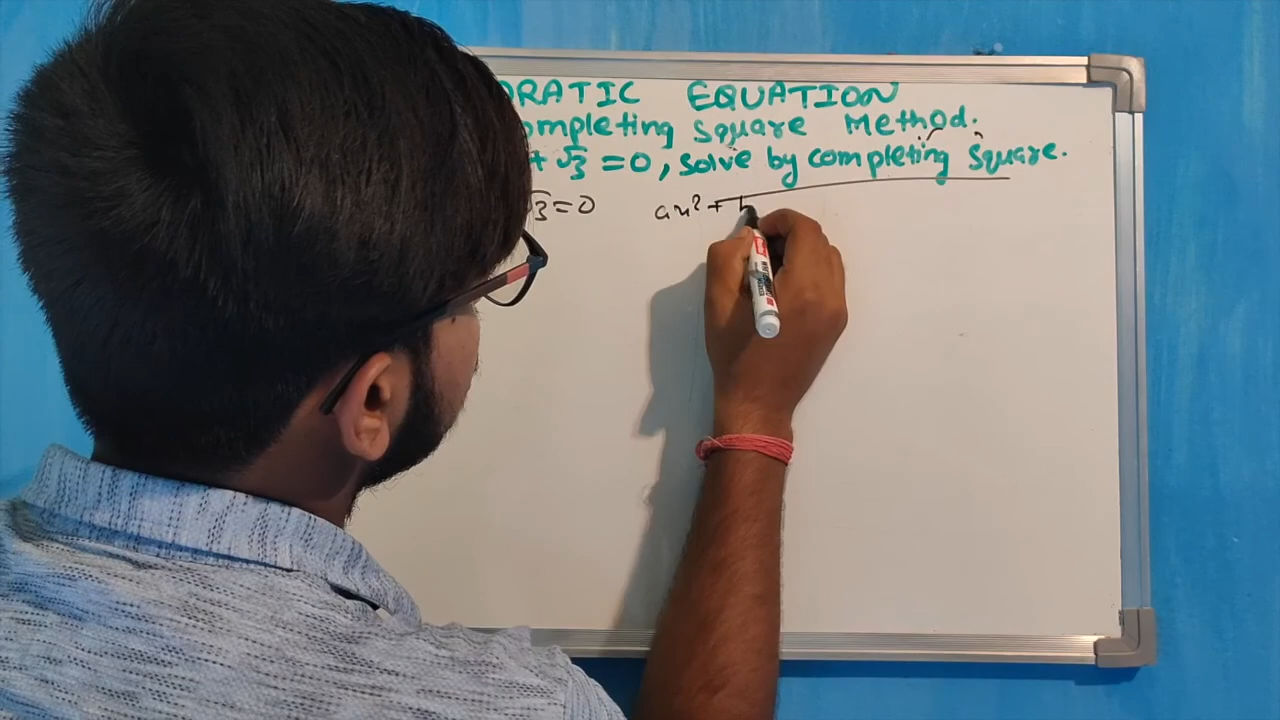 DRATIC EQUATION
ompleting square Method.
+ √3 = 0, solve by completing square.
√3 = 0 ax² + b